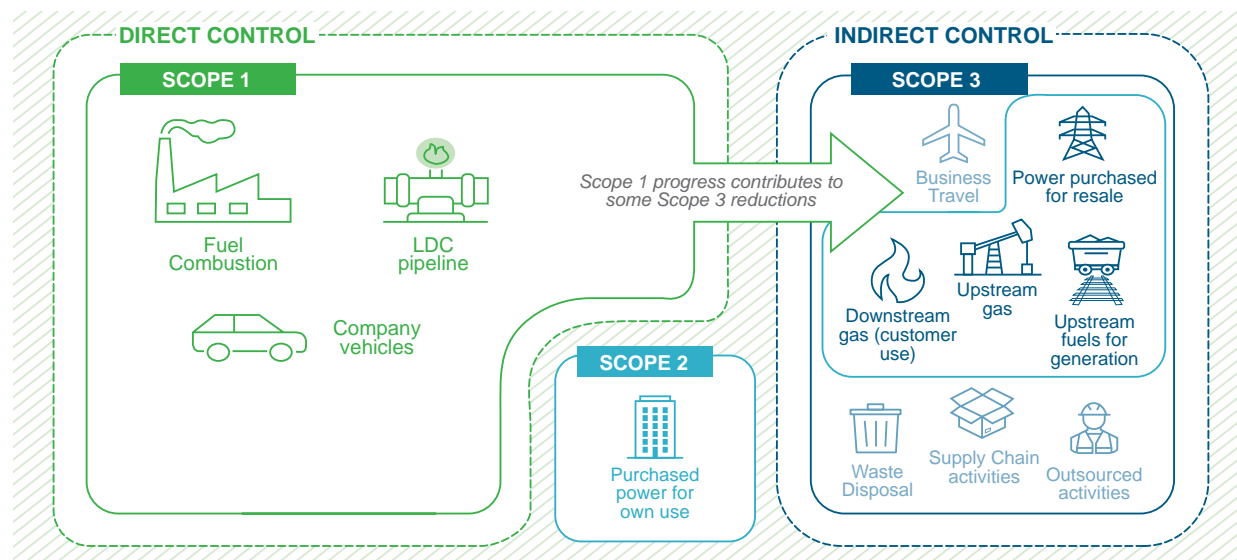 DIRECT CONTROL
SCOPE 1
Fuel
Combustion
LDC
pipeline
Company
vehicles
Scope 1 progress contributes to
some Scope 3 reductions
SCOPE 2
Purchased
power for
own use
INDIRECT CONTROL
SCOPE 3
Business
Travel
Power purchased
for resale
Downstream
gas (customer
use)
Upstream
gas
Upstream
fuels for
generation
Waste
Disposal
Supply Chain
activities
Outsourced
activities